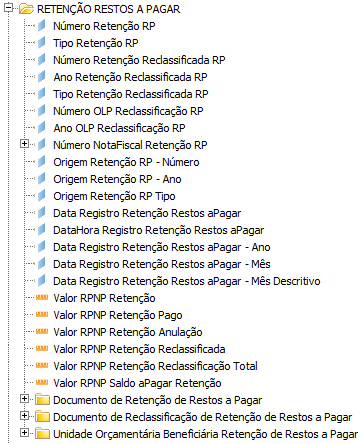 RETENÇÃO RESTOS A PAGAR
Número Retenção RP
Tipo Retenção RP
Número Retenção Reclassificada RP
Ano Retenção Reclassificada RP
Tipo Retenção Reclassificada RP
Número OLP Reclassificação RP
Ano OLP Reclassificação RP
Número NotaFiscal Retenção RP
Origem Retenção RP - Número
Origem Retenção RP - Ano
Origem Retenção RP Tipo
Data Registro Retenção Restos aPagar
DataHora Registro Retenção Restos aPagar
Data Registro Retenção Restos aPagar - Ano
Data Registro Retenção Restos aPagar - Mês
Data Registro Retenção Restos aPagar - Mês Descritivo
Valor RPNP Retenção
Valor RPNP Retenção Pago
Valor RPNP Retenção Anulação
Valor RPNP Retenção Reclassificada
Valor RPNP Retenção Reclassificação Total
Valor RPNP Saldo aPagar Retenção
Documento de Retenção de Restos a Pagar
Documento de Reclassificação de Retenção de Restos a Pagar
Unidade Orçamentária Beneficiária Retenção de Restos a Pagar